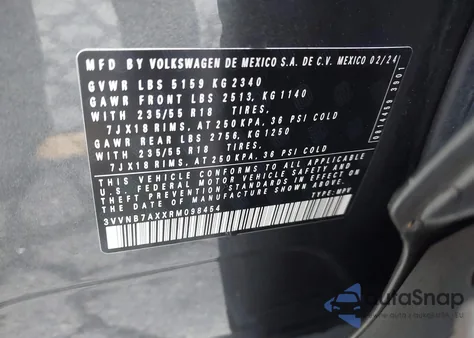 MFD BY VOLKSWAGEN DE MEXICO S.A. DE C.V. MEXICO 02/24
GVWR LBS 5159 KG 2340
GAWR FRONT LBS 2513, KG 1140
WITH 235/55 R18 TIRES.
7JX18 RIMS, AT 250 KPA, 36 PSI COLD
GAWR REAR LBS 2756, KG 1250
WITH 235/55 R18 TIRES.
7JX18 RIMS, AT 250 KPA, 36 PSI COLD
THIS VEHICLE CONFORMS TO ALL APPLICABLE
U.S. FEDERAL MOTOR VEHICLE SAFETY AND
THEFT PREVENTION STANDARDS IN EFFECT ON THE
DATE OF MANUFACTURE SHOWN ABOVE.
3VVNB7AXXRM098454 TYPE: MPV
AutoSnap